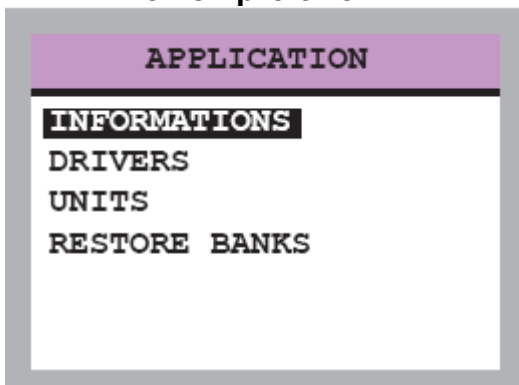 APPLICATION
INFORMATIONS
DRIVERS
UNITS
RESTORE BANKS